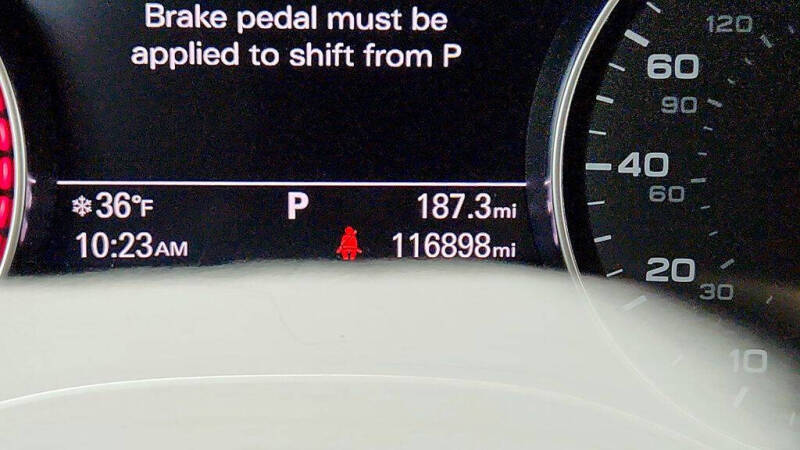 Brake pedal must be
applied to shift from P
36°F
P
187.3mi
10:23AM
116898mi
120
60
90
40
60
20
30
10